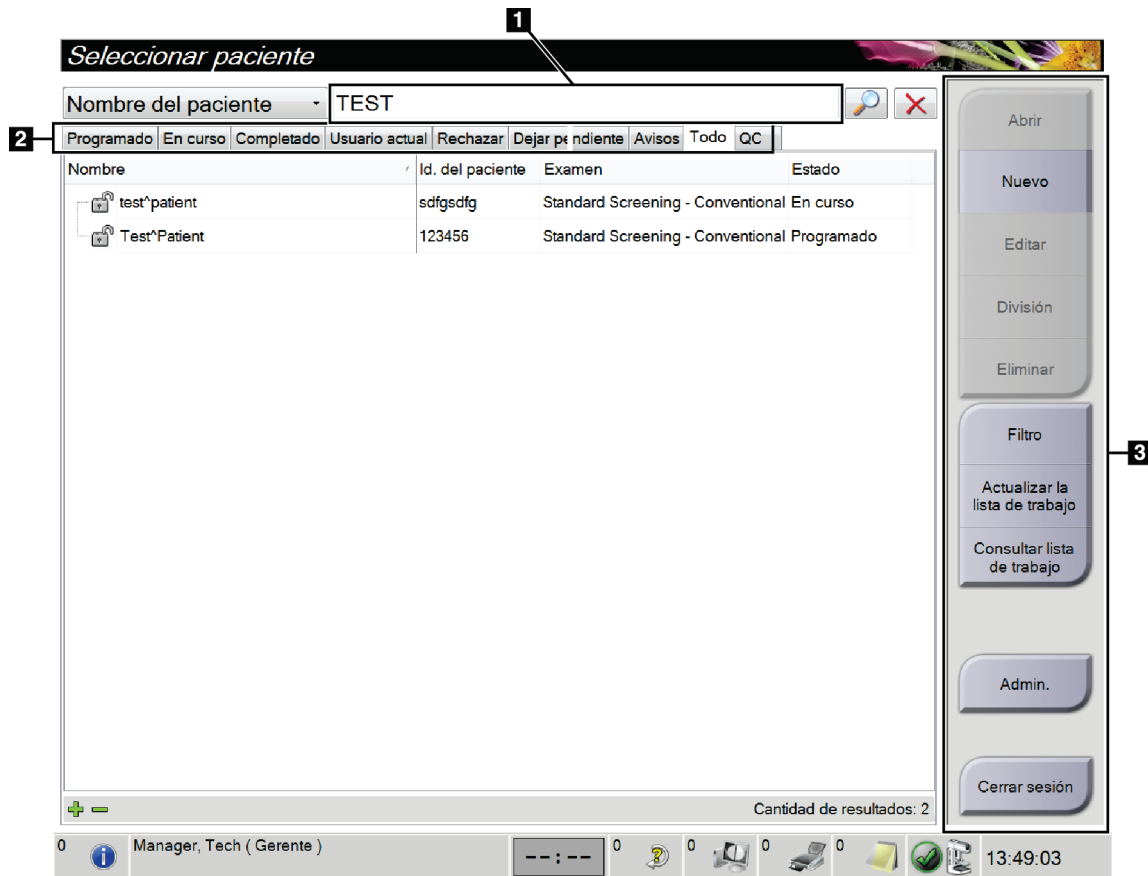 1
Seleccionar paciente
Nombre del paciente TEST
2
Programado En curso Completado Usuario actual Rechazar Dejar pendiente Avisos Todo QC
Nombre Id. del paciente Examen Estado
test^patient sdfgsdfg Standard Screening - Conventional En curso
Test^Patient 123456 Standard Screening - Conventional Programado
Abrir
Nuevo
Editar
División
Eliminar
Filtro
3
Actualizar la
lista de trabajo
Consultar lista
de trabajo
Admin.
Cerrar sesión
Cantidad de resultados: 2
0 Manager, Tech ( Gerente ) --:-- 0 0 0 0 13:49:03